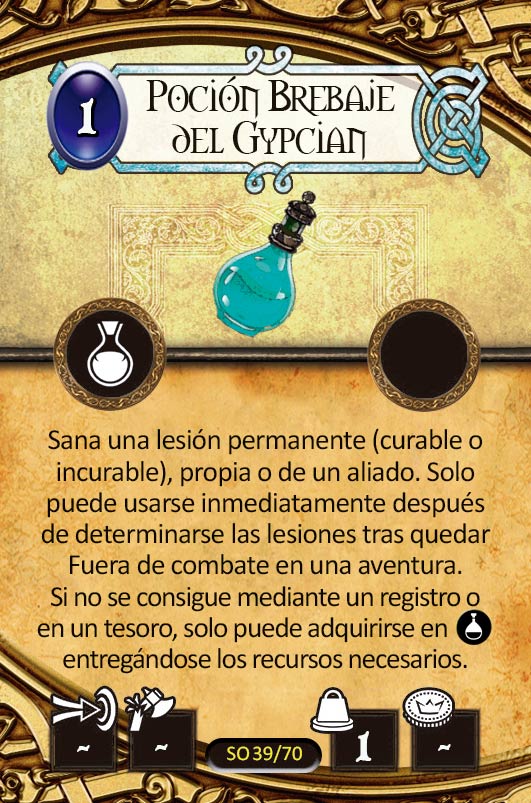 1
Poción Brebaje
del Gypcian
Sana una lesión permanente (curable o
incurable), propia o de un aliado. Solo
puede usarse inmediatamente después
de determinarse las lesiones tras quedar
Fuera de combate en una aventura.
Si no se consigue mediante un registro o
en un tesoro, solo puede adquirirse en
entregándose los recursos necesarios.
~ ~ SO 39/70 1 ~